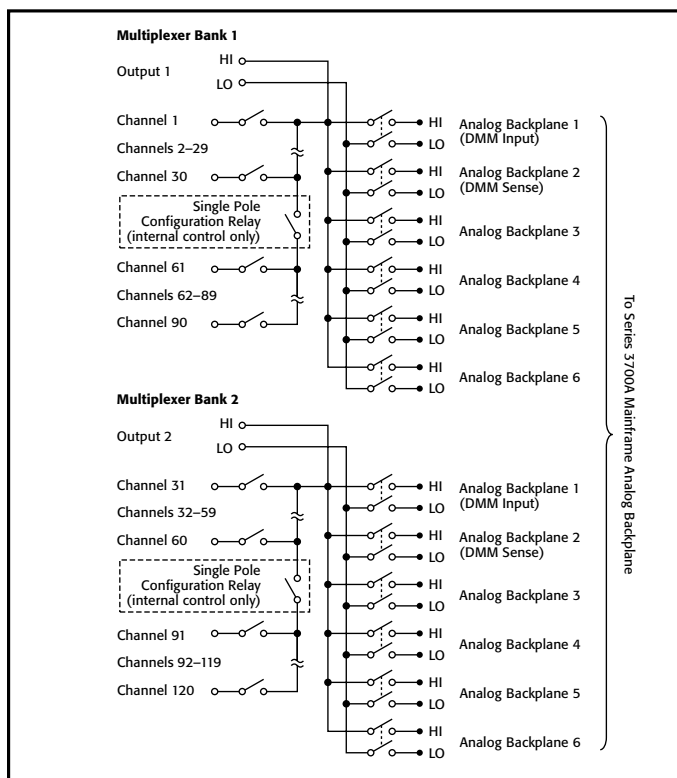 Multiplexer Bank 1
Output 1
HI
LO
Channel 1
Channels 2–29
Channel 30
Single Pole
Configuration Relay
(internal control only)
Channel 61
Channels 62–89
Channel 90
HI
LO
Analog Backplane 1
(DMM Input)
HI
LO
Analog Backplane 2
(DMM Sense)
HI
LO
Analog Backplane 3
HI
LO
Analog Backplane 4
HI
LO
Analog Backplane 5
HI
LO
Analog Backplane 6
Multiplexer Bank 2
Output 2
HI
LO
Channel 31
Channels 32–59
Channel 60
Single Pole
Configuration Relay
(internal control only)
Channel 91
Channels 92–119
Channel 120
HI
LO
Analog Backplane 1
(DMM Input)
HI
LO
Analog Backplane 2
(DMM Sense)
HI
LO
Analog Backplane 3
HI
LO
Analog Backplane 4
HI
LO
Analog Backplane 5
HI
LO
Analog Backplane 6
To Series 3700A Mainframe Analog Backplane